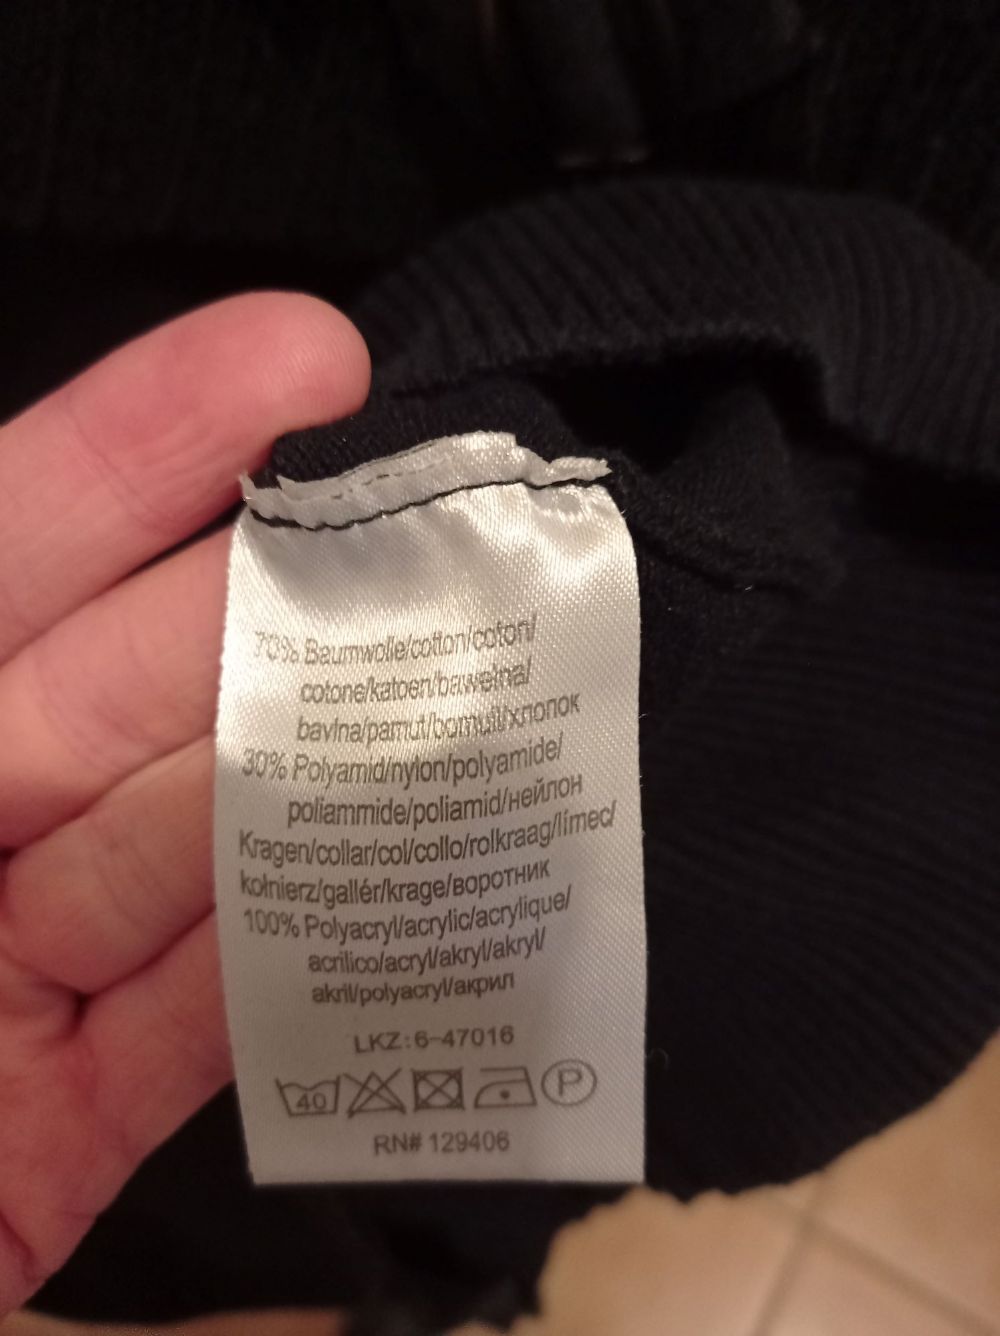 70% Baumwolle/cotton/coton/
cotone/katoen/bawełna/
bavlna/pamut/bomull/хлопок
30% Polyamid/nylon/polyamide/
poliammide/poliamid/нейлон
Kragen/collar/col/collo/rolkraag/límec/
kołnierz/gallér/krage/воротник
100% Polyacryl/acrylic/acrylique/
acrilico/acryl/akryl/akryl/
akril/polyacryl/акрил
LKZ:6-47016
40 P
RN# 129406